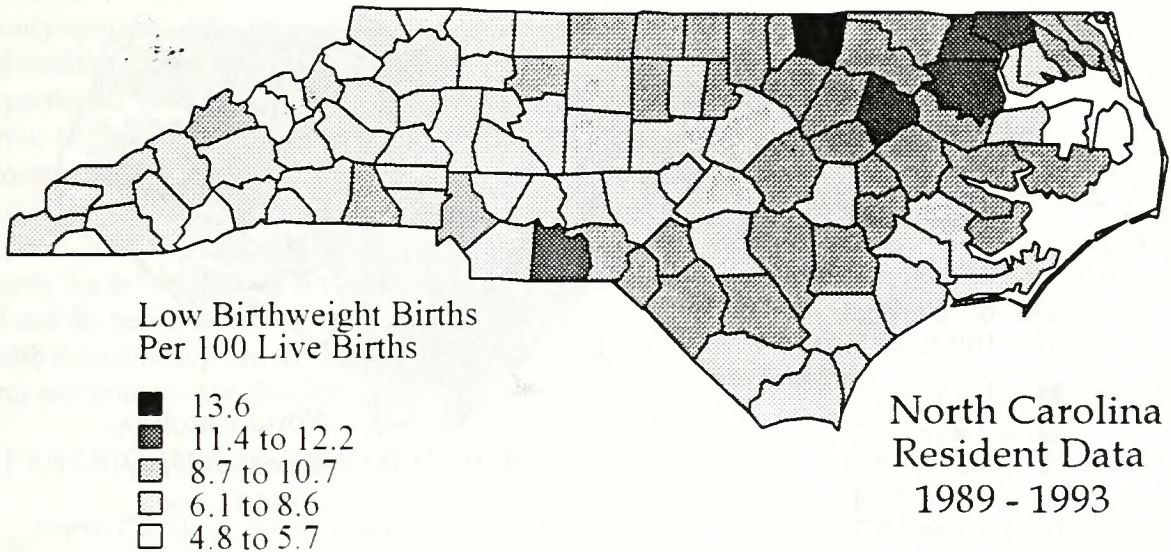 Low Birthweight Births
Per 100 Live Births
13.6
11.4 to 12.2
8.7 to 10.7
6.1 to 8.6
4.8 to 5.7
North Carolina
Resident Data
1989 - 1993